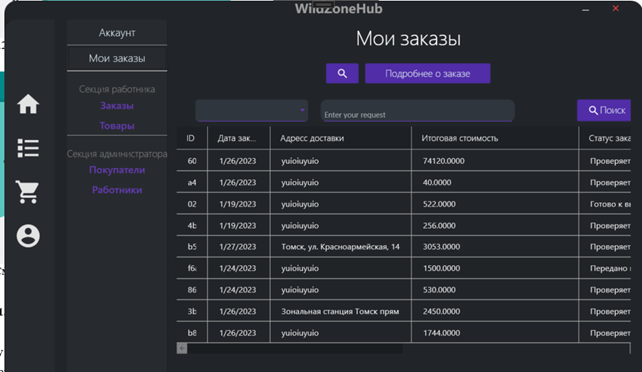 WildZoneHub
Аккаунт
Мои заказы
Секция работника
Заказы
Товары
Секция администратора
Покупатели
Работники
Мои заказы
Подробнее о заказе
Enter your request
Поиск
ID Дата зак... Адресс доставки Итоговая стоимость Статус зака
60 1/26/2023 yuioiuyuio 74120.0000 Проверяет
a4 1/26/2023 yuioiuyuio 40.0000 Проверяет
02 1/19/2023 yuioiuyuio 522.0000 Готово к вы
4b 1/19/2023 yuioiuyuio 256.0000 Проверяет
b5 1/27/2023 Томск, ул. Красноармейская, 14 3053.0000 Проверяет
f6 1/24/2023 yuioiuyuio 1500.0000 Передано
86 1/24/2023 yuioiuyuio 530.0000 Проверяет
3b 1/26/2023 Зональная станция Томск прям 2450.0000 Проверяет
b8 1/26/2023 yuioiuyuio 1744.0000 Проверяет